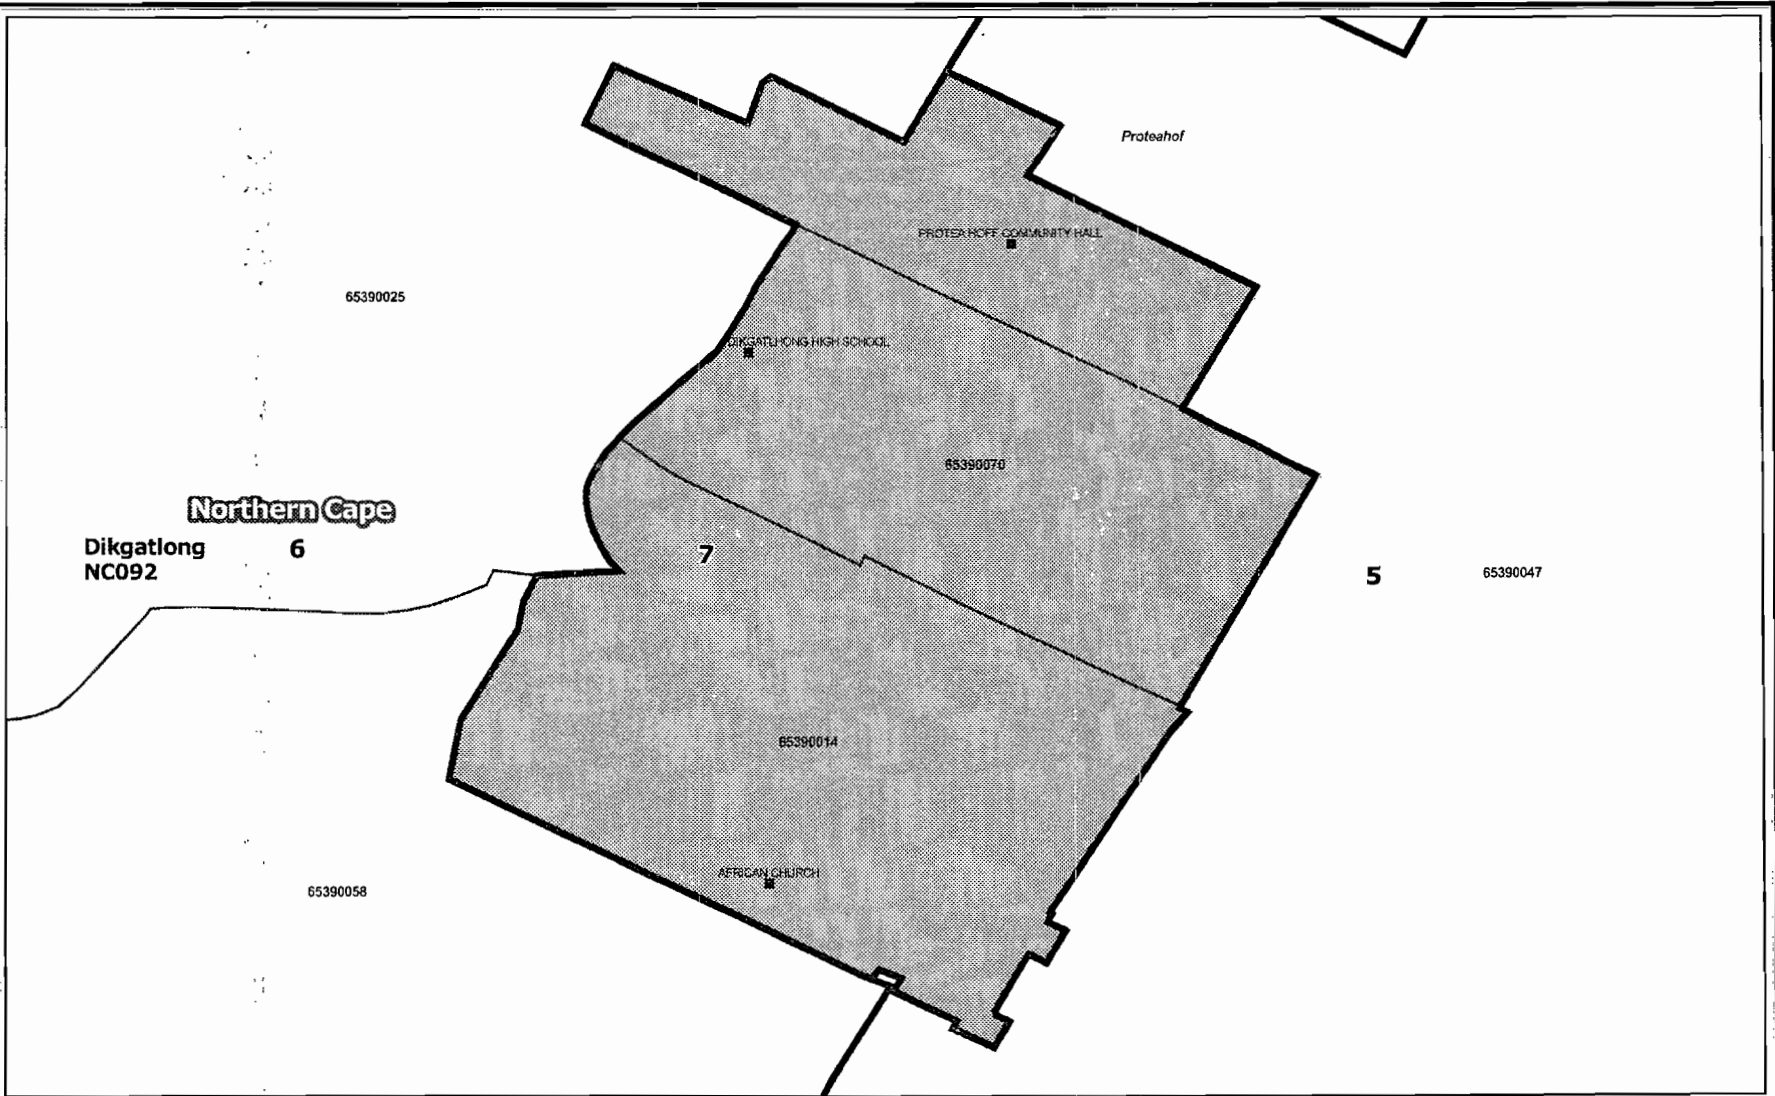 Proteahof
PROTEA HOFF COMMUNITY HALL
65390025
DIKGATLHONG HIGH SCHOOL
65390070
Northern Cape
Dikgatlong
NC092
6
7
5
65390047
65390014
AFRICAN CHURCH
65390058